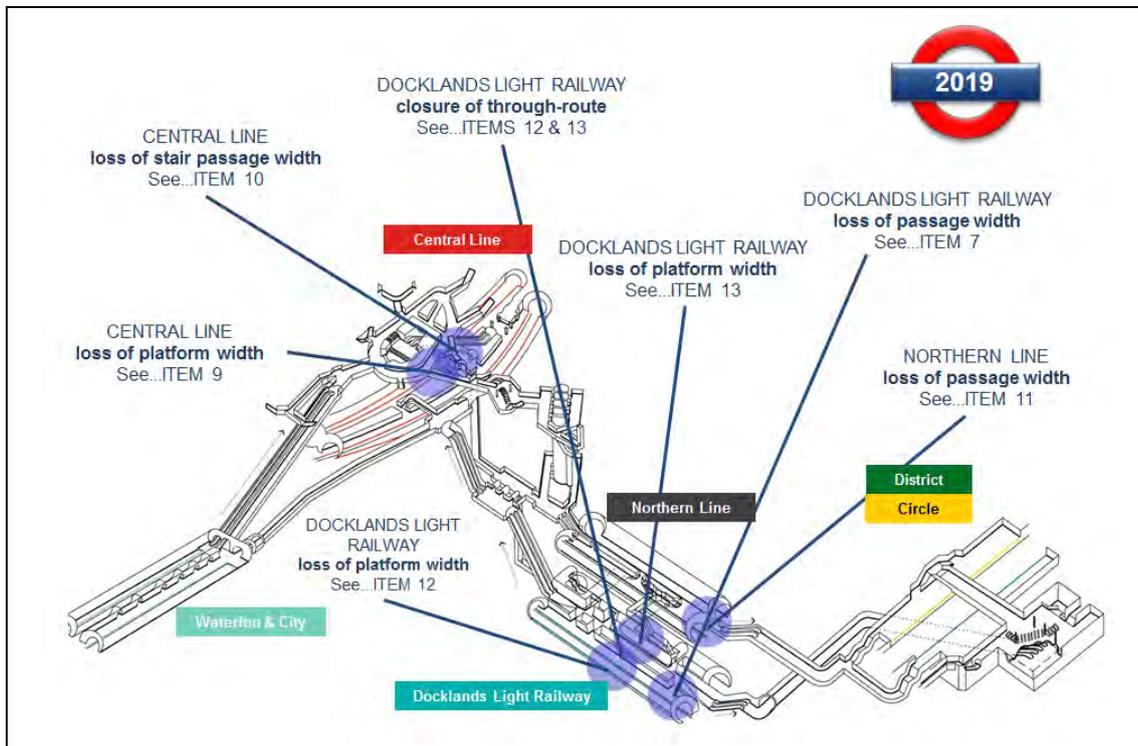 2019
DOCKLANDS LIGHT RAILWAY
closure of through-route
See...ITEMS 12 & 13
CENTRAL LINE
loss of stair passage width
See...ITEM 10
DOCKLANDS LIGHT RAILWAY
loss of passage width
See...ITEM 7
Central Line
DOCKLANDS LIGHT RAILWAY
loss of platform width
See...ITEM 13
CENTRAL LINE
loss of platform width
See...ITEM 9
NORTHERN LINE
loss of passage width
See...ITEM 11
District
Circle
Northern Line
DOCKLANDS LIGHT
RAILWAY
loss of platform width
See...ITEM 12
Waterloo & City
Docklands Light Railway